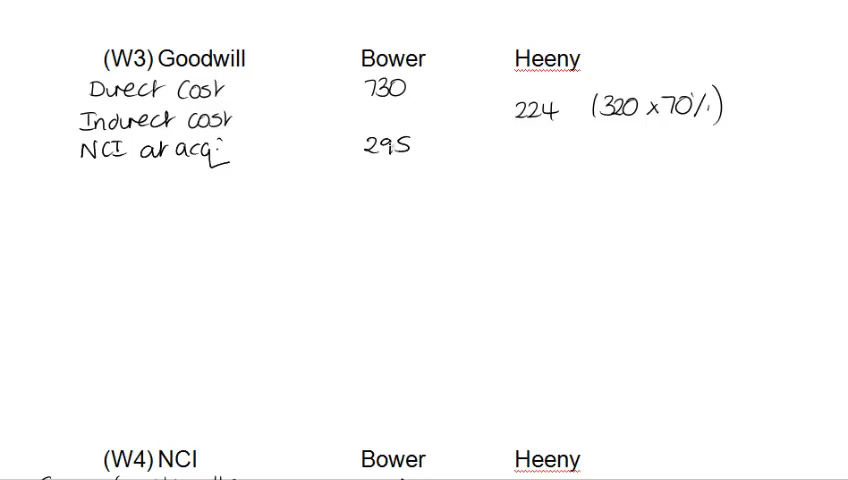 (W3) Goodwill Bower Heeny
Direct Cost 730
Indirect cost 224 (320 x 70%)
NCI at acq: 295
(W4) NCI Bower Heeny